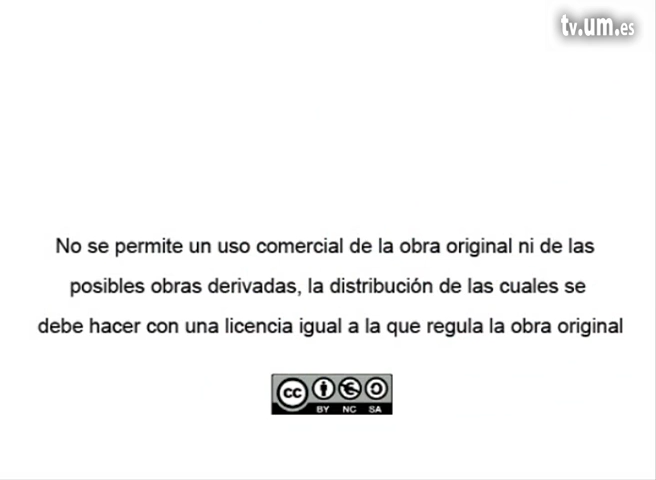 tv.um.es
No se permite un uso comercial de la obra original ni de las
posibles obras derivadas, la distribución de las cuales se
debe hacer con una licencia igual a la que regula la obra original
cc
BY NC SA